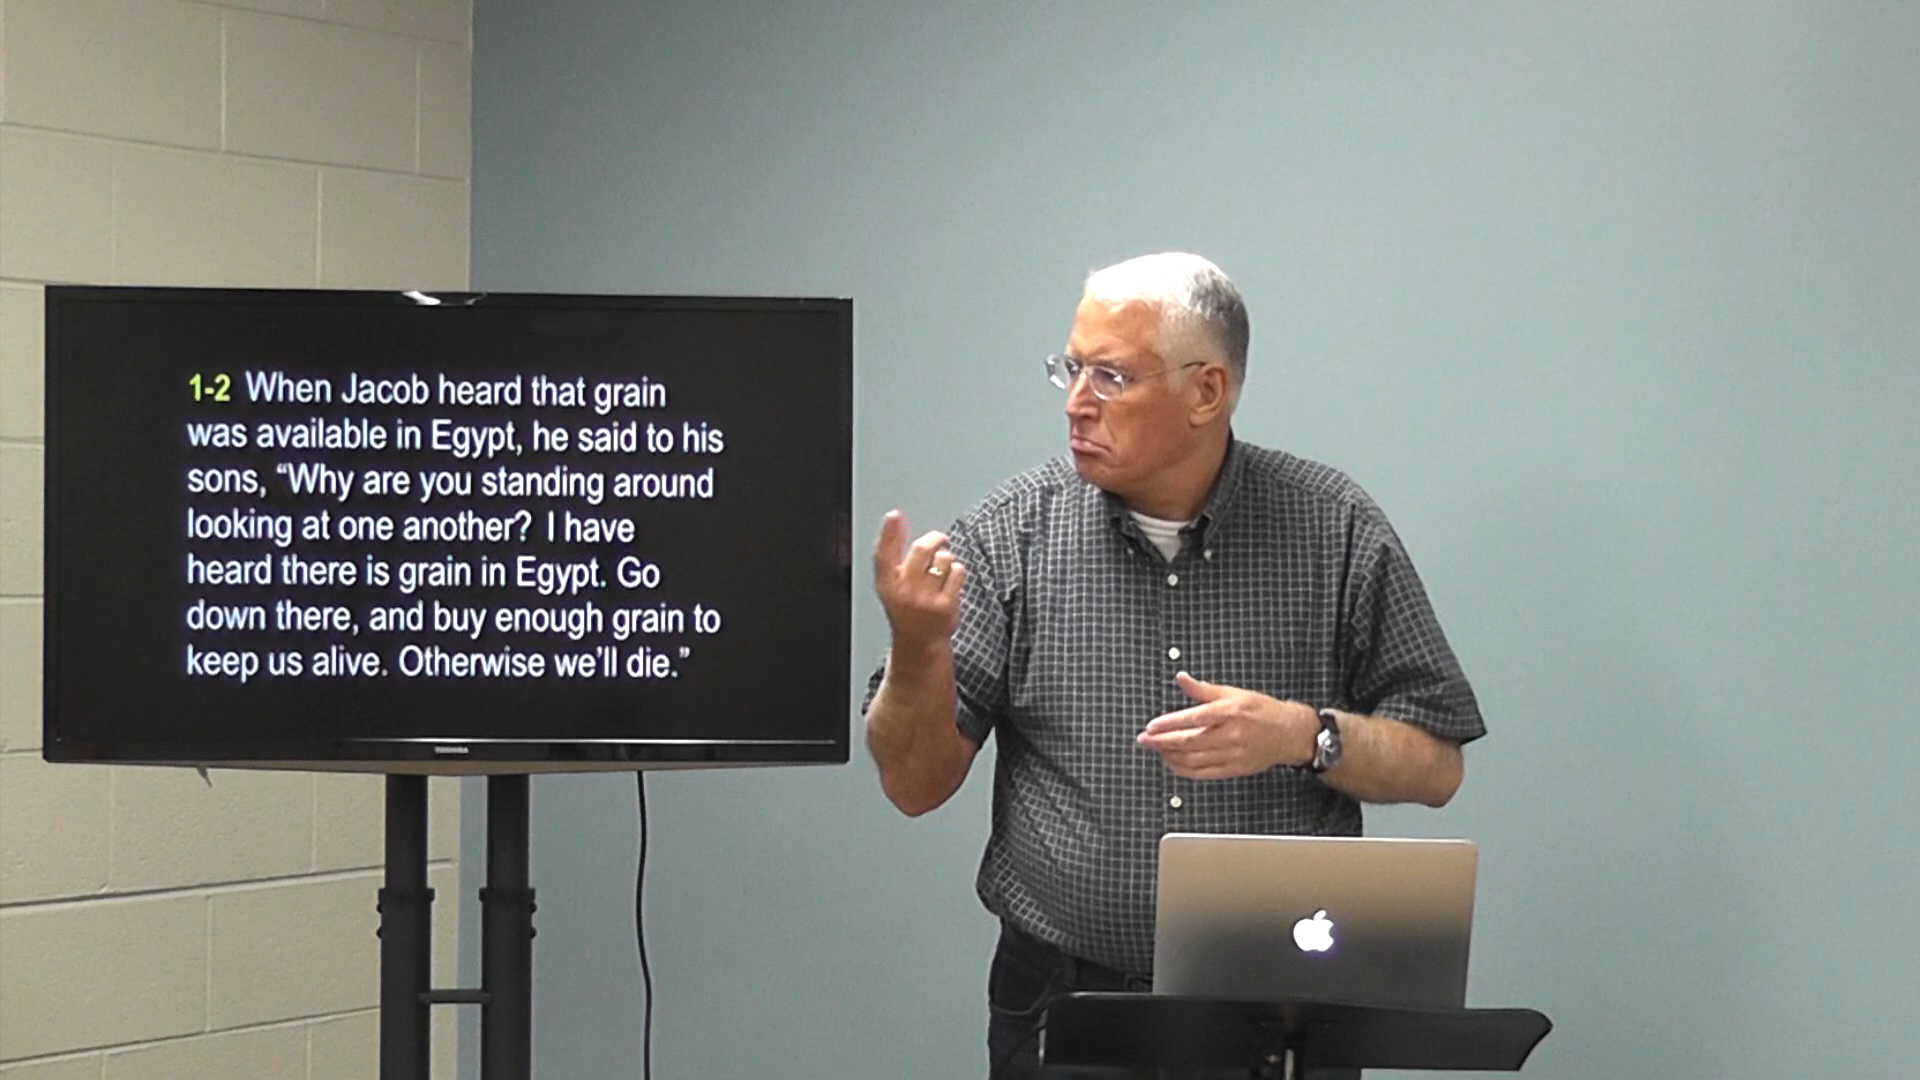 1-2 When Jacob heard that grain
was available in Egypt, he said to his
sons, “Why are you standing around
looking at one another? I have
heard there is grain in Egypt. Go
down there, and buy enough grain to
keep us alive. Otherwise we’ll die.”
TOSHIBA